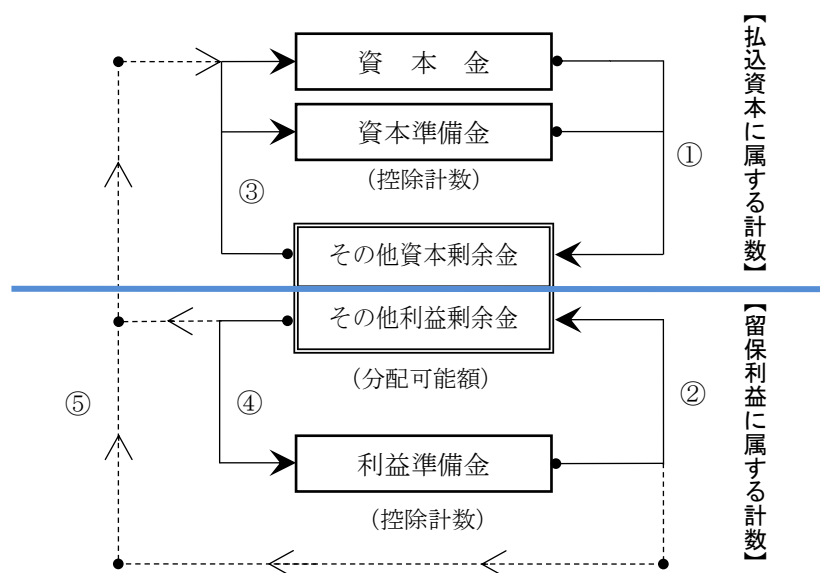 資　本　金
資本準備金
(控除計数)
①
③
その他資本剰余金
【払込資本に属する計数】
その他利益剰余金
(分配可能額)
②
④
⑤
利益準備金
(控除計数)
【留保利益に属する計数】